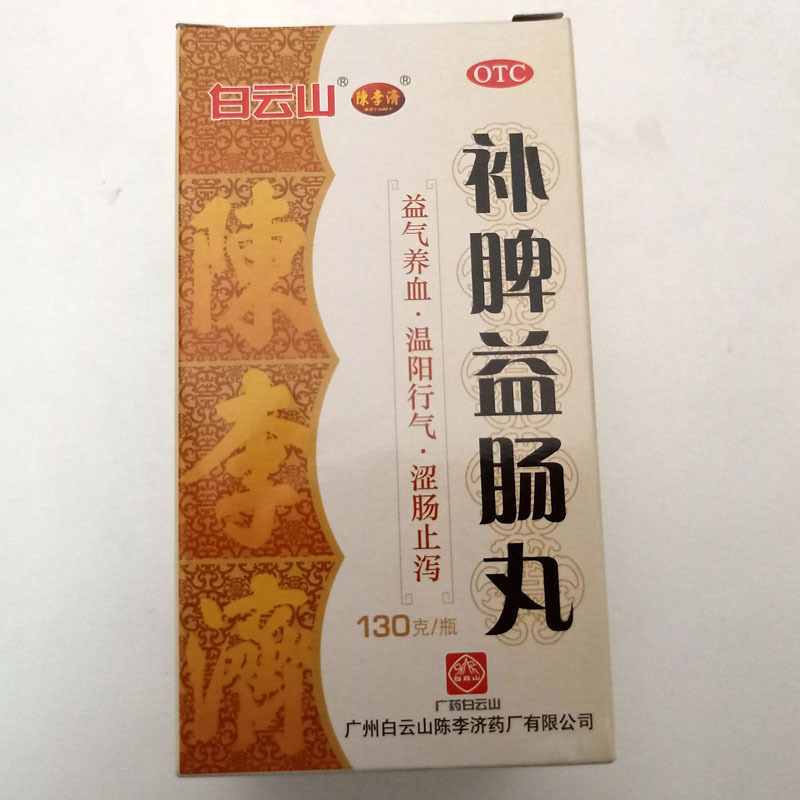 白云山®
陳李濟®
OTC
補脾益肠丸
益气养血·温阳行气·涩肠止泻
陳李濟
130克/瓶
白云山
广药白云山
广州白云山陈李济药厂有限公司